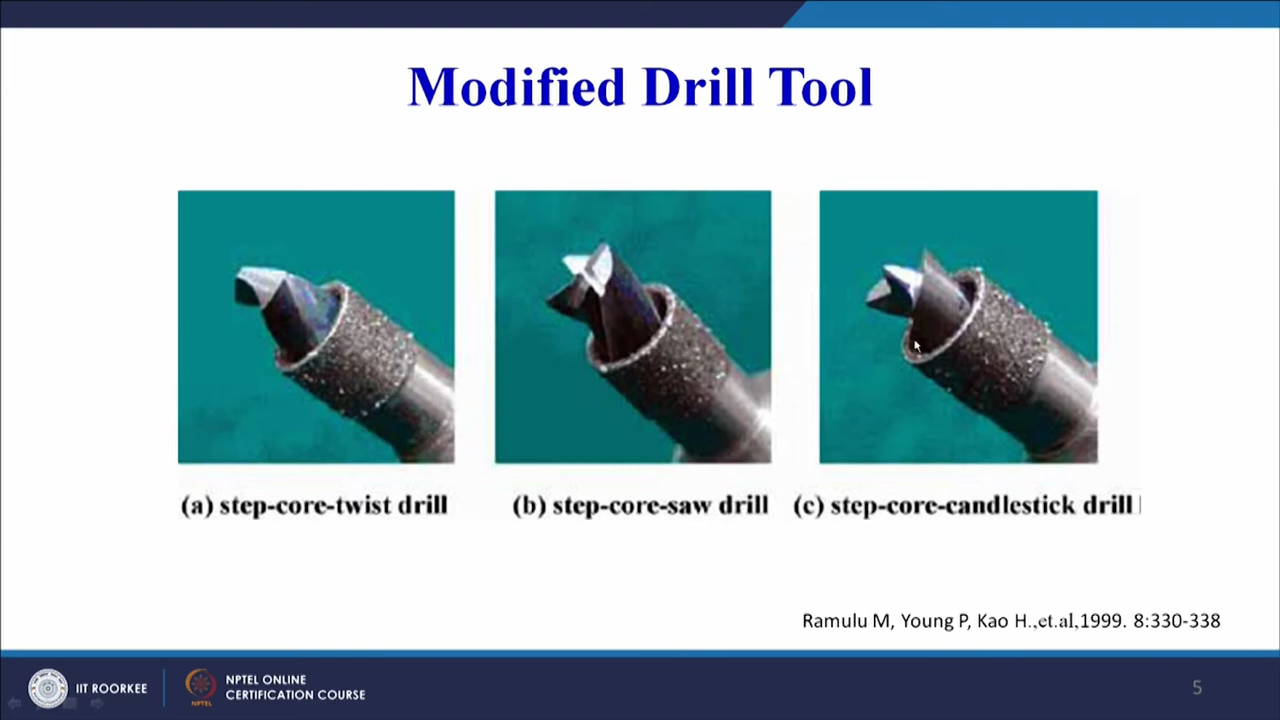 Modified Drill Tool
(a) step-core-twist drill
(b) step-core-saw drill
(c) step-core-candlestick drill
Ramulu M, Young P, Kao H.,et.al,1999. 8:330-338
IIT ROORKEE
NPTEL
NPTEL ONLINE
CERTIFICATION COURSE
5